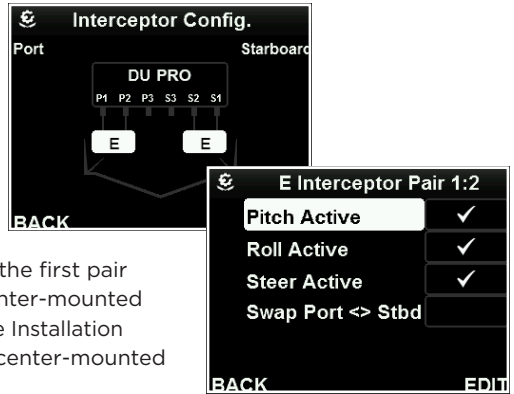 Interceptor Config.
Port Starboard
DU PRO
P1 P2 P3 S3 S2 S1
E E
BACK
E Interceptor Pair 1:2
Pitch Active
Roll Active
Steer Active
Swap Port <> Stbd
BACK EDIT
the first pair
nter-mounted
e Installation
center-mounted